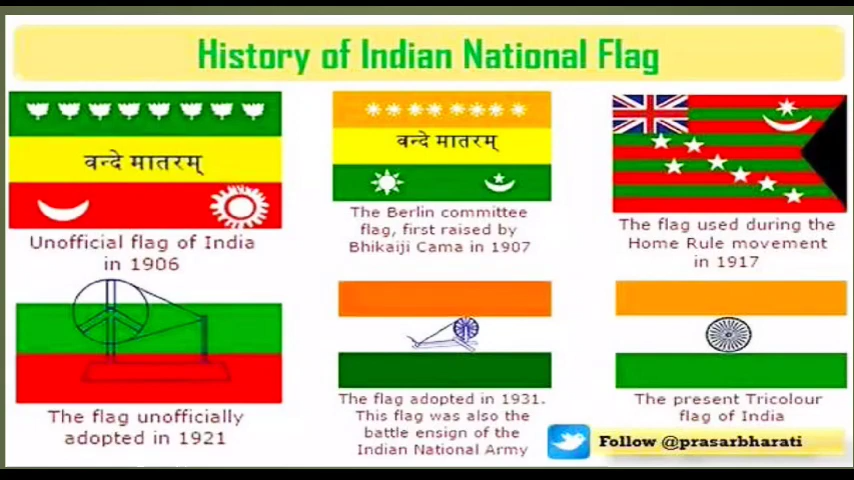 History of Indian National Flag
वन्दे मातरम्
वन्दे मातरम्
Unofficial flag of India
in 1906
The Berlin committee
flag, first raised by
Bhikaiji Cama in 1907
The flag used during the
Home Rule movement
in 1917
The flag unofficially
adopted in 1921
The flag adopted in 1931.
This flag was also the
battle ensign of the
Indian National Army
The present Tricolour
flag of India
Follow @prasarbharati